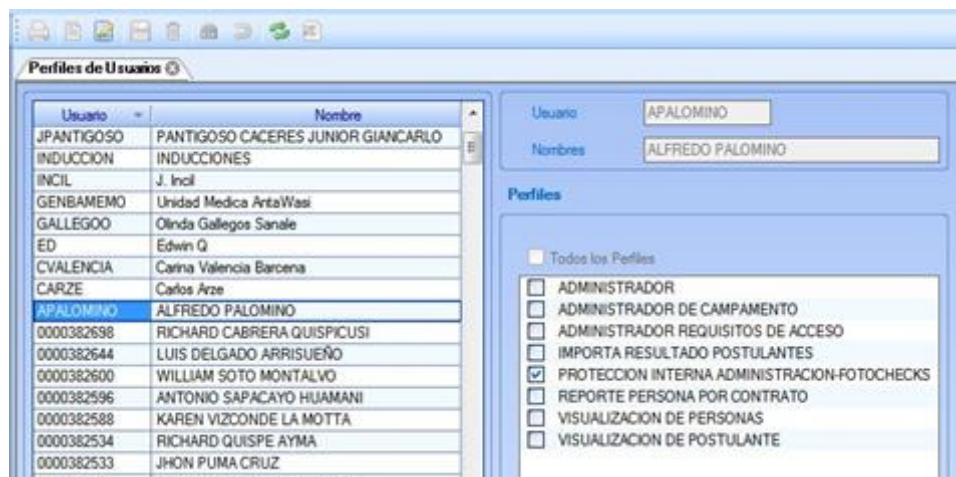 Perfiles de Usuarios
Usuario Nombre
JPANTIGOSO PANTIGOSO CACERES JUNIOR GIANCARLO
INDUCCION INDUCCIONES
INCIL J. Incil
GENBAMEMO Unidad Medica AntaWasi
GALLEGOO Olinda Gallegos Sanale
ED Edwin Q
CVALENCIA Carina Valencia Barcena
CARZE Carlos Arze
APALOMINO ALFREDO PALOMINO
0000382698 RICHARD CABRERA QUISPICUSI
0000382644 LUIS DELGADO ARRISUEÑO
0000382600 WILLIAM SOTO MONTALVO
0000382596 ANTONIO SAPACAYO HUAMANI
0000382588 KAREN VIZCONDE LA MOTTA
0000382534 RICHARD QUISPE AYMA
0000382533 JHON PUMA CRUZ
Usuario APALOMINO
Nombres ALFREDO PALOMINO
Perfiles
Todos los Perfiles
ADMINISTRADOR
ADMINISTRADOR DE CAMPAMENTO
ADMINISTRADOR REQUISITOS DE ACCESO
IMPORTA RESULTADO POSTULANTES
PROTECCION INTERNA ADMINISTRACION-FOTOCHECKS
REPORTE PERSONA POR CONTRATO
VISUALIZACION DE PERSONAS
VISUALIZACION DE POSTULANTE